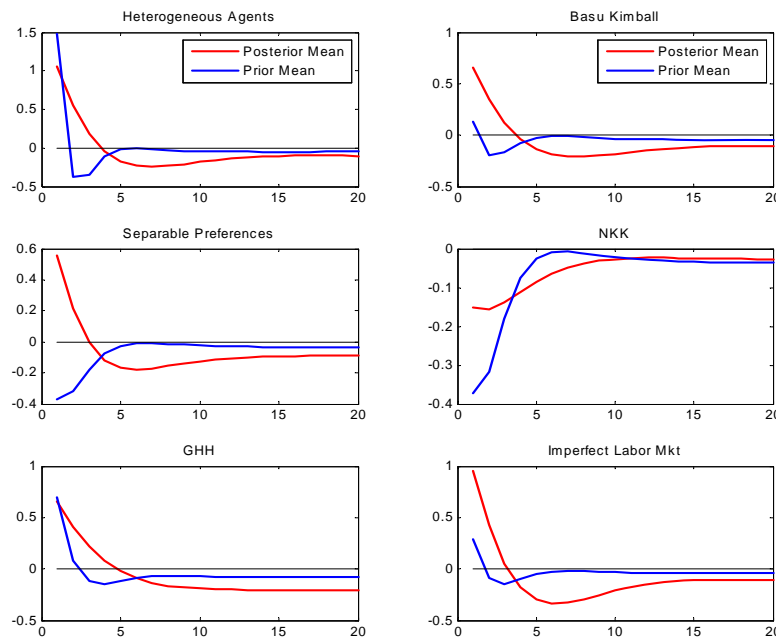 Heterogeneous Agents
1.5
1
0.5
0
-0.5
0 5 10 15 20
Posterior Mean
Prior Mean
Basu Kimball
1
0.5
0
-0.5
0 5 10 15 20
Posterior Mean
Prior Mean
Separable Preferences
0.6
0.4
0.2
0
-0.2
-0.4
0 5 10 15 20
NKK
0
-0.1
-0.2
-0.3
-0.4
0 5 10 15 20
GHH
1
0.5
0
-0.5
0 5 10 15 20
Imperfect Labor Mkt
1
0.5
0
-0.5
0 5 10 15 20